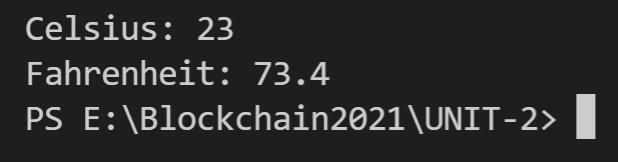 Celsius: 23
Fahrenheit: 73.4
PS E:\Blockchain2021\UNIT-2>